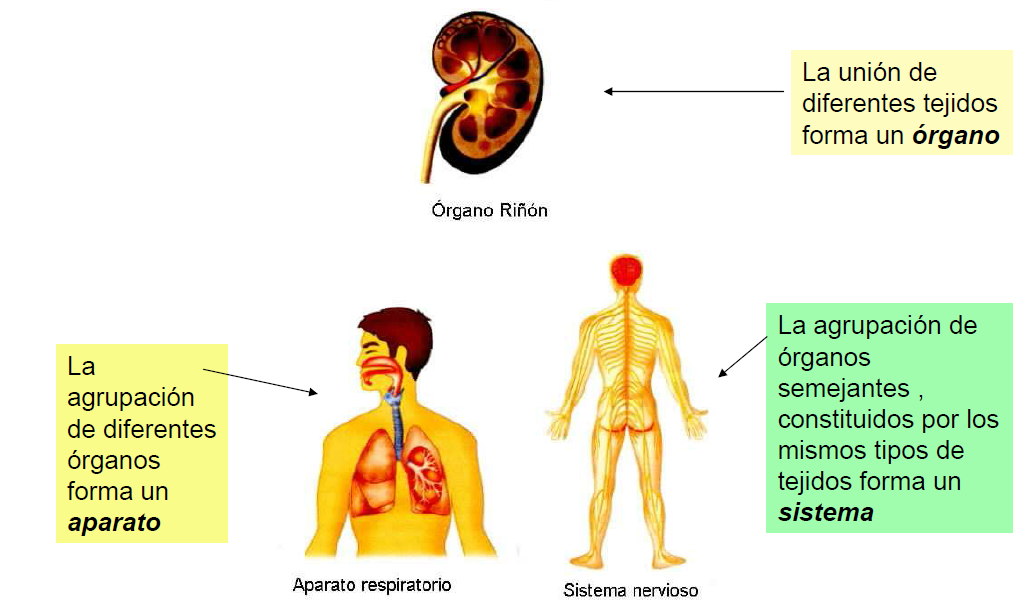 La unión de
diferentes tejidos
forma un órgano
Órgano Riñón
La
agrupación
de diferentes
órganos
forma un
aparato
La agrupación de
órganos
semejantes ,
constituidos por los
mismos tipos de
tejidos forma un
sistema
Aparato respiratorio
Sistema nervioso